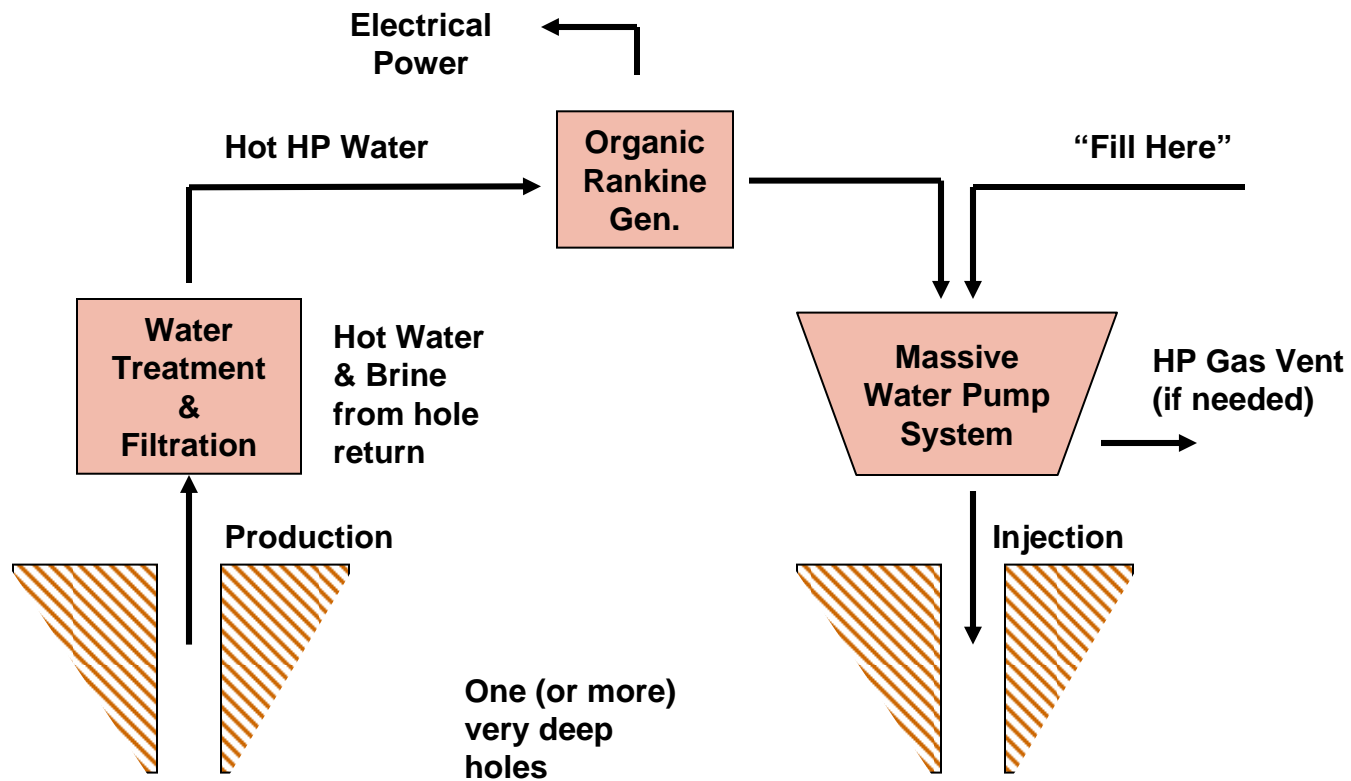 Electrical
Power
Hot HP Water
Organic
Rankine
Gen.
“Fill Here”
Water
Treatment
&
Filtration
Hot Water
& Brine
from hole
return
Massive
Water Pump
System
HP Gas Vent
(if needed)
Production
Injection
One (or more)
very deep
holes